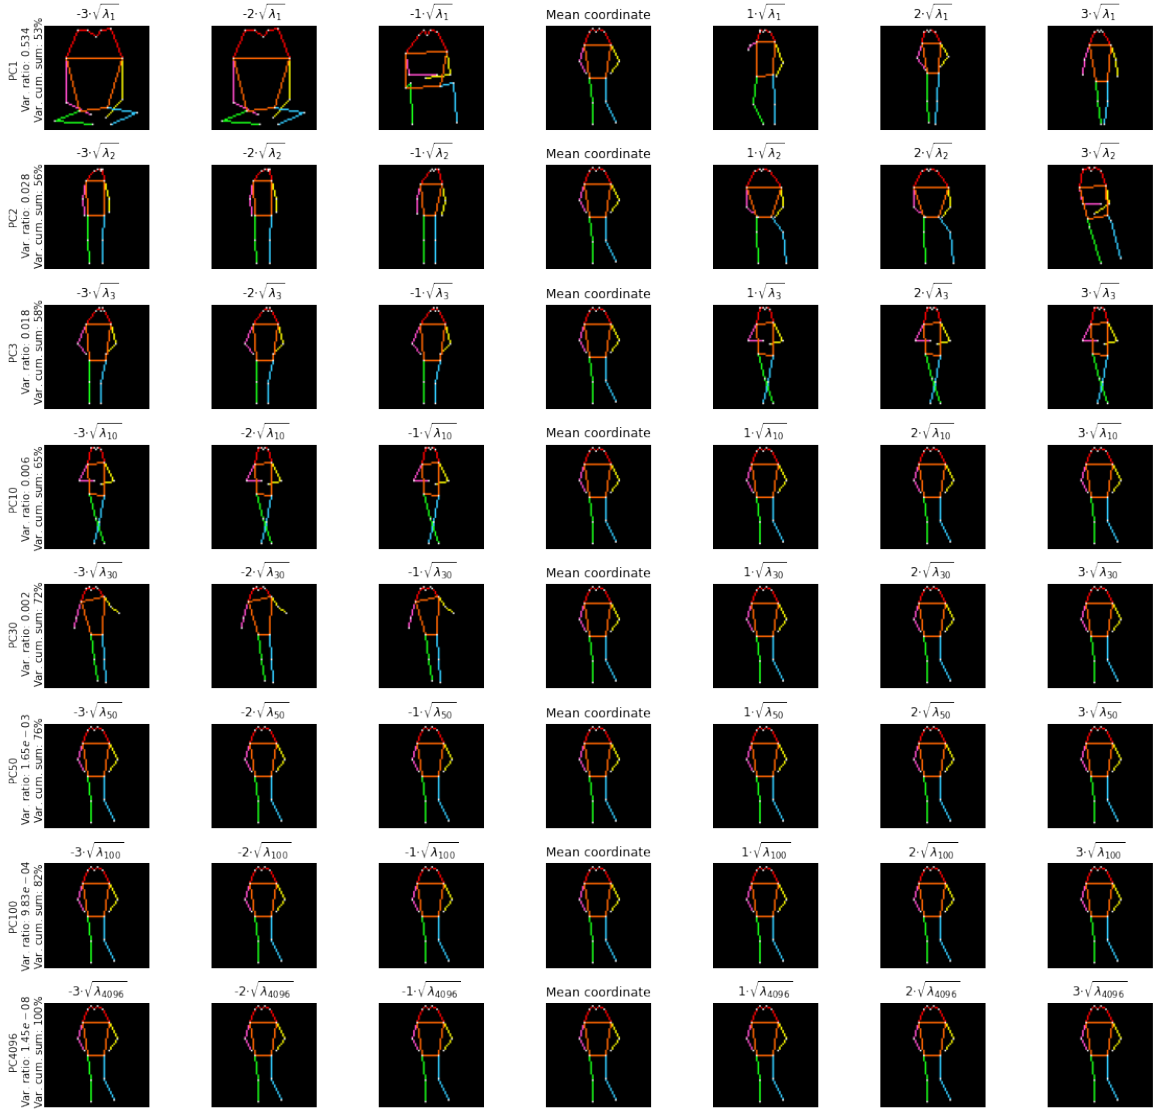 -3·√λ1 -2·√λ1 -1·√λ1 Mean coordinate 1·√λ1 2·√λ1 3·√λ1
PC1
Var. ratio: 0.534
Var. cum. sum: 53%
-3·√λ2 -2·√λ2 -1·√λ2 Mean coordinate 1·√λ2 2·√λ2 3·√λ2
PC2
Var. ratio: 0.028
Var. cum. sum: 56%
-3·√λ3 -2·√λ3 -1·√λ3 Mean coordinate 1·√λ3 2·√λ3 3·√λ3
PC3
Var. ratio: 0.018
Var. cum. sum: 58%
-3·√λ10 -2·√λ10 -1·√λ10 Mean coordinate 1·√λ10 2·√λ10 3·√λ10
PC10
Var. ratio: 0.006
Var. cum. sum: 65%
-3·√λ30 -2·√λ30 -1·√λ30 Mean coordinate 1·√λ30 2·√λ30 3·√λ30
PC30
Var. ratio: 0.002
Var. cum. sum: 72%
-3·√λ50 -2·√λ50 -1·√λ50 Mean coordinate 1·√λ50 2·√λ50 3·√λ50
PC50
Var. ratio: 1.65e−03
Var. cum. sum: 76%
-3·√λ100 -2·√λ100 -1·√λ100 Mean coordinate 1·√λ100 2·√λ100 3·√λ100
PC100
Var. ratio: 9.83e−04
Var. cum. sum: 82%
-3·√λ4096 -2·√λ4096 -1·√λ4096 Mean coordinate 1·√λ4096 2·√λ4096 3·√λ4096
PC4096
Var. ratio: 1.45e−08
Var. cum. sum: 100%